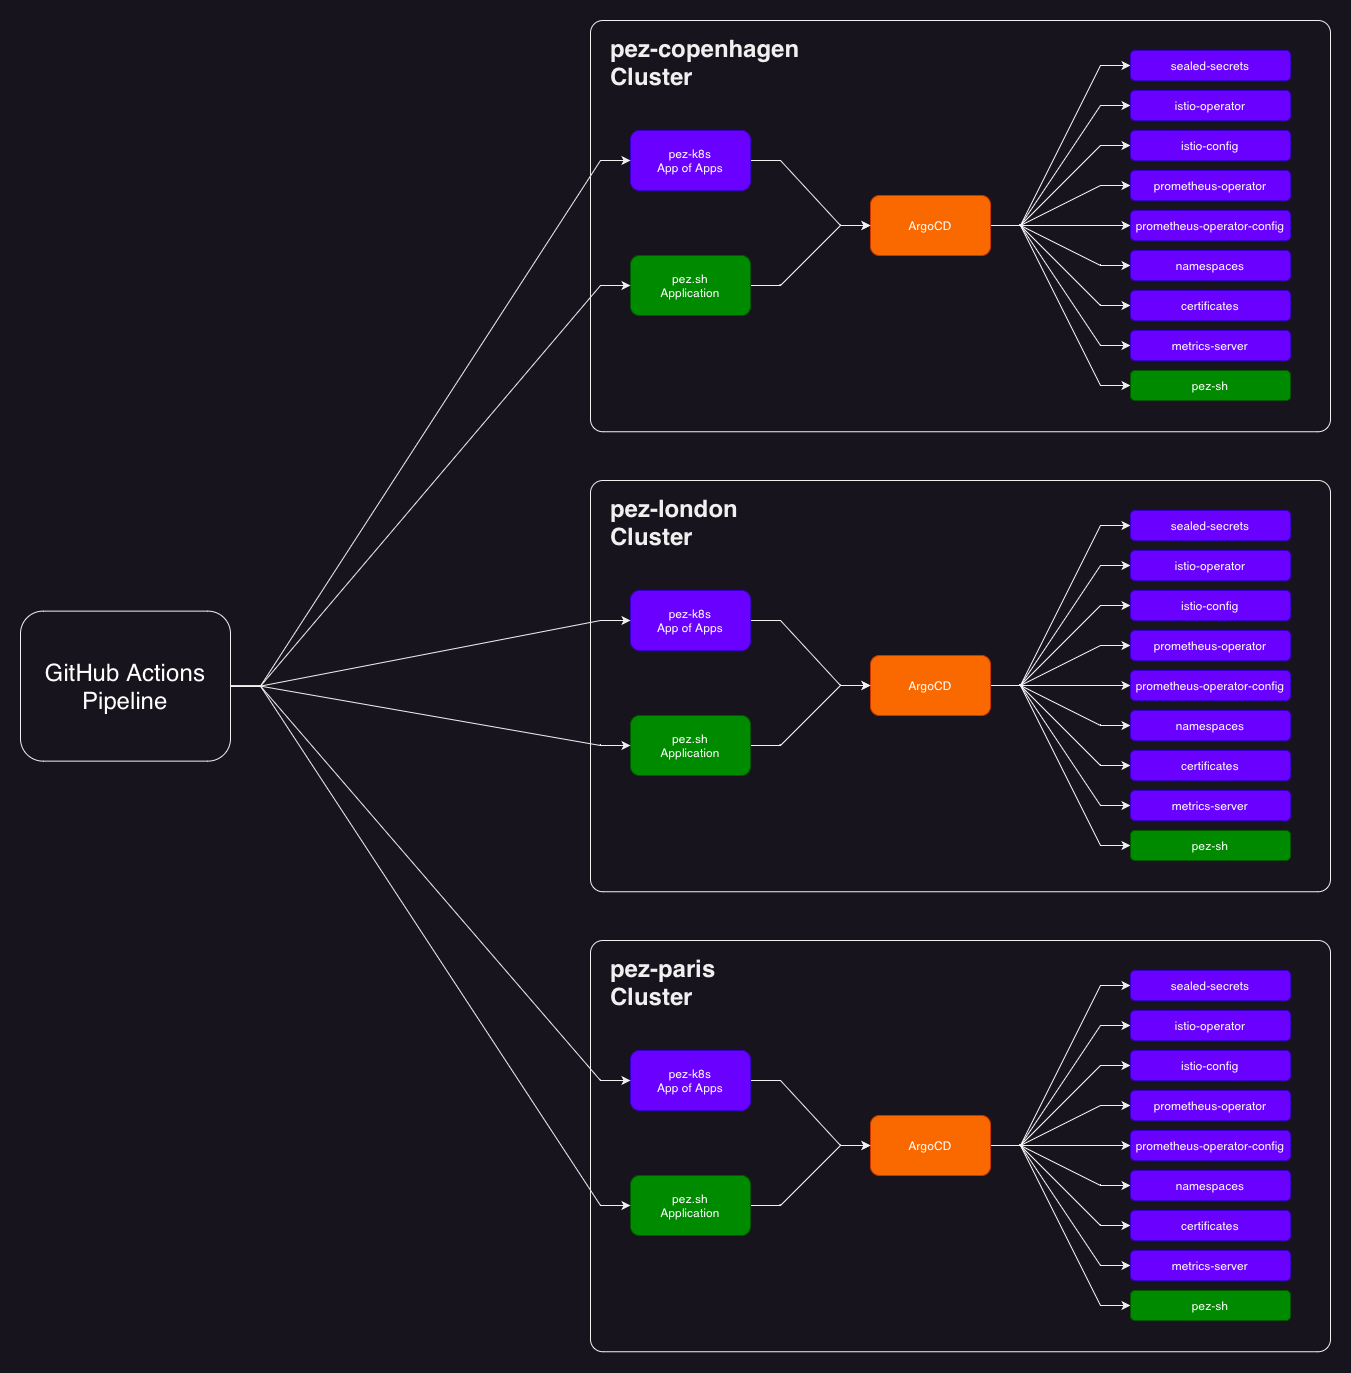 pez-copenhagen
Cluster
pez-k8s
App of Apps
pez.sh
Application
ArgoCD
sealed-secrets
istio-operator
istio-config
prometheus-operator
prometheus-operator-config
namespaces
certificates
metrics-server
pez-sh
GitHub Actions
Pipeline
pez-london
Cluster
pez-k8s
App of Apps
pez.sh
Application
ArgoCD
sealed-secrets
istio-operator
istio-config
prometheus-operator
prometheus-operator-config
namespaces
certificates
metrics-server
pez-sh
pez-paris
Cluster
pez-k8s
App of Apps
pez.sh
Application
ArgoCD
sealed-secrets
istio-operator
istio-config
prometheus-operator
prometheus-operator-config
namespaces
certificates
metrics-server
pez-sh